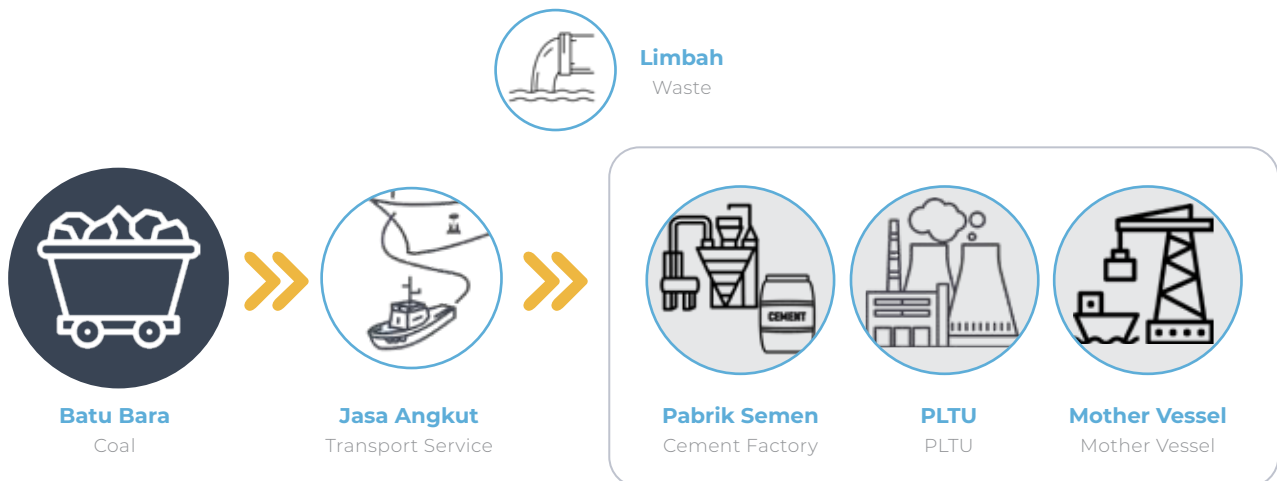 Limbah
Waste
CEMENT
Batu Bara
Coal
Jasa Angkut
Transport Service
Pabrik Semen
Cement Factory
PLTU
PLTU
Mother Vessel
Mother Vessel